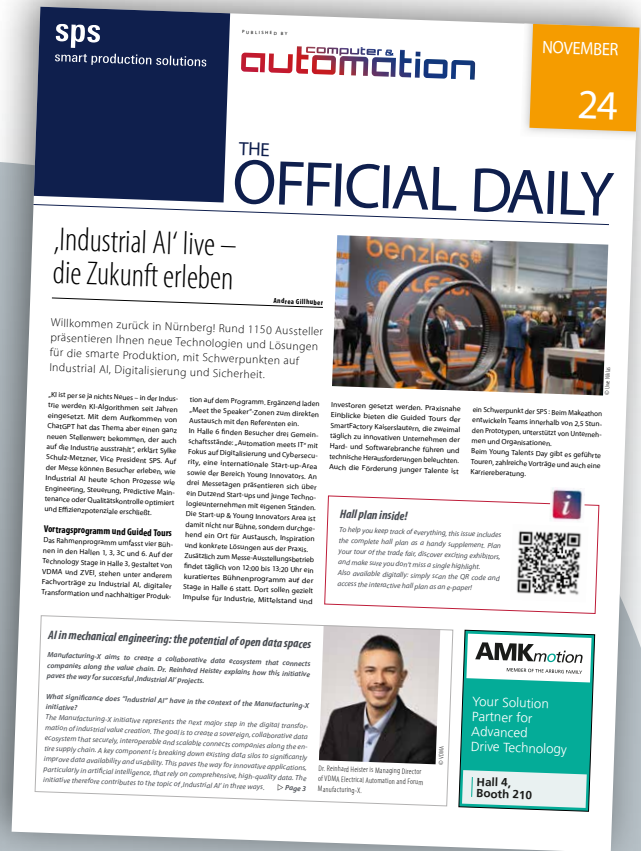 sps
smart production solutions
PUBLISHED BY
computer &
automation
NOVEMBER
24
THE
OFFICIAL DAILY
‚Industrial AI‘ live –
die Zukunft erleben
Andrea Gillhuber
Willkommen zurück in Nürnberg! Rund 1150 Aussteller
präsentieren Ihnen neue Technologien und Lösungen
für die smarte Produktion, mit Schwerpunkten auf
Industrial AI, Digitalisierung und Sicherheit.
benzlers
© Uwe Niklas
„KI ist per se ja nichts Neues – in der Indus-
trie werden KI-Algorithmen seit Jahren
eingesetzt. Mit dem Aufkommen von
ChatGPT hat das Thema aber einen ganz
neuen Stellenwert bekommen, der auch
auf die Industrie ausstrahlt“, erklärt Sylke
Schulz-Metzner, Vice President SPS. Auf
der Messe können Besucher erleben, wie
Industrial AI heute schon Prozesse wie
Engineering, Steuerung, Predictive Main-
tenance oder Qualitätskontrolle optimiert
und Effizienzpotenziale erschließt.
Vortragsprogramm und Guided Tours
Das Rahmenprogramm umfasst vier Büh-
nen in den Hallen 1, 3, 3C und 6. Auf der
Technology Stage in Halle 3, gestaltet von
VDMA und ZVEI, stehen unter anderem
Fachvorträge zu Industrial AI, digitaler
Transformation und nachhaltiger Produk-
tion auf dem Programm. Ergänzend laden
„Meet the Speaker“-Zonen zum direkten
Austausch mit den Referenten ein.
In Halle 6 finden Besucher drei Gemein-
schaftsstände: „Automation meets IT“ mit
Fokus auf Digitalisierung und Cybersecu-
rity, eine internationale Start-up-Area
sowie der Bereich Young Innovators. An
drei Messetagen präsentieren sich über
ein Dutzend Start-ups und junge Techno-
logieunternehmen mit eigenen Ständen.
Die Start-up & Young Innovators Area ist
damit nicht nur Bühne, sondern durchge-
hend ein Ort für Austausch, Inspiration
und konkrete Lösungen aus der Praxis.
Zusätzlich zum Messe-Ausstellungsbetrieb
findet täglich von 12:00 bis 13:20 Uhr ein
kuratiertes Bühnenprogramm auf der
Stage in Halle 6 statt. Dort sollen gezielt
Impulse für Industrie, Mittelstand und
Investoren gesetzt werden. Praxisnahe
Einblicke bieten die Guided Tours der
SmartFactory Kaiserslautern, die zweimal
täglich zu innovativen Unternehmen der
Hard- und Softwarebranche führen und
technische Herausforderungen beleuchten.
Auch die Förderung junger Talente ist
ein Schwerpunkt der SPS: Beim Makeathon
entwickeln Teams innerhalb von 2,5 Stun-
den Prototypen, unterstützt von Unterneh-
men und Organisationen.
Beim Young Talents Day gibt es geführte
Touren, zahlreiche Vorträge und auch eine
Karriereberatung.
i
Hall plan inside!
To help you keep track of everything, this issue includes
the complete hall plan as a handy supplement. Plan
your tour of the trade fair, discover exciting exhibitors,
and make sure you don't miss a single highlight.
Also available digitally: simply scan the QR code and
access the interactive hall plan as an e-paper!
AI in mechanical engineering: the potential of open data spaces
Manufacturing-X aims to create a collaborative data ecosystem that connects
companies along the value chain. Dr. Reinhard Heister explains how this initiative
paves the way for successful ‚Industrial AI‘ projects.
What significance does "Industrial AI" have in the context of the Manufacturing-X
initiative?
The Manufacturing-X initiative represents the next major step in the digital transfor-
mation of industrial value creation. The goal is to create a sovereign, collaborative data
ecosystem that securely, interoperable and scalable connects companies along the en-
tire supply chain. A key component is breaking down existing data silos to significantly
improve data availability and usability. This paves the way for innovative applications,
Particularly in artificial intelligence, that rely on comprehensive, high-quality data. The
initiative therefore contributes to the topic of ‚Industrial AI‘ in three ways. ▷ Page 3
© VDMA
Dr. Reinhard Heister is Managing Director
of VDMA Electrical Automation and Forum
Manufacturing-X.
AMKmotion
MEMBER OF THE ARBURG FAMILY
Your Solution
Partner for
Advanced
Drive Technology
Hall 4,
Booth 210